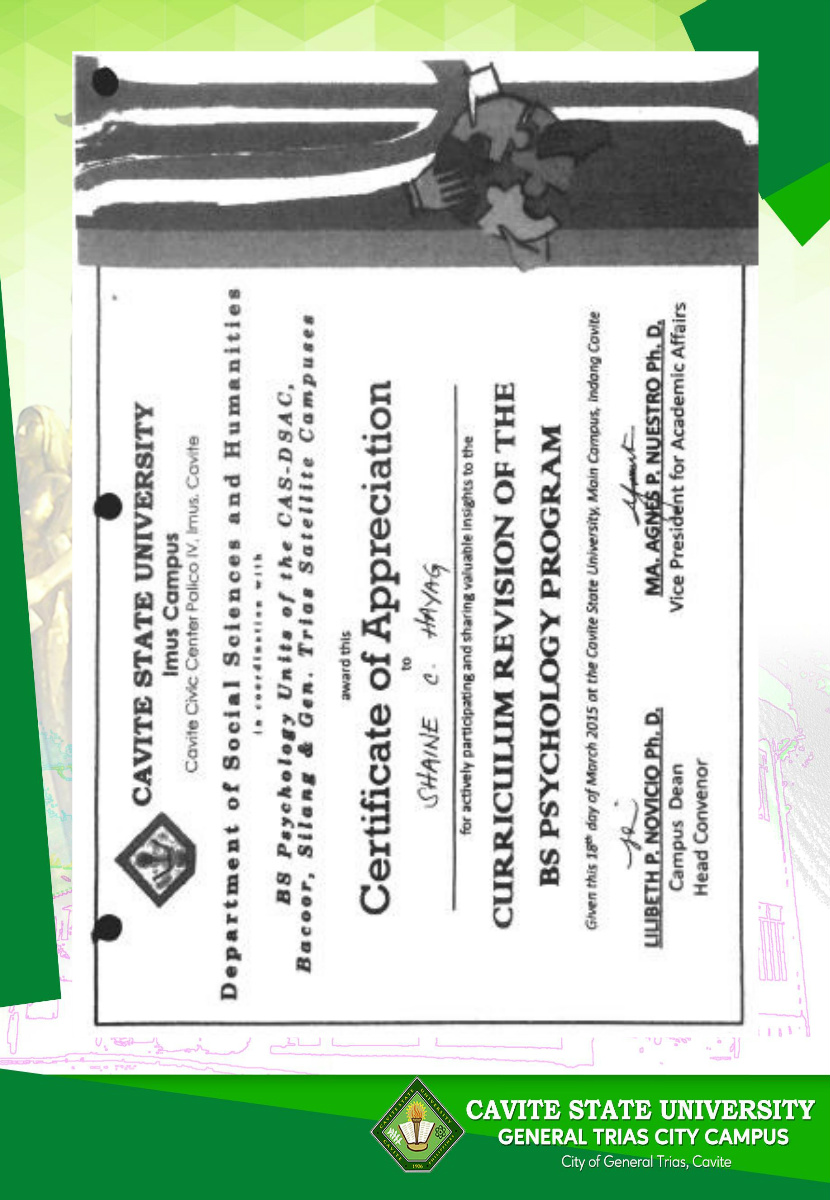 CAVITE STATE UNIVERSITY
Imus Campus
Cavite Civic Center Palico IV, Imus, Cavite
Department of Social Sciences and Humanities
in coordination with
BS Psychology Units of the CAS-DSAC,
Bacoor, Silang & Gen. Trias Satellite Campuses
award this
Certificate of Appreciation
to
SHAINE C. HAYAG
for actively participating and sharing valuable insights to the
CURRICULUM REVISION OF THE
BS PSYCHOLOGY PROGRAM
Given this 18th day of March 2015 at the Cavite State University, Main Campus, Indang Cavite
LILIBETH P. NOVICIO Ph. D.
Campus Dean
Head Convenor
MA. AGNES P. NUESTRO Ph. D.
Vice President for Academic Affairs
CAVITE STATE UNIVERSITY
GENERAL TRIAS CITY CAMPUS
City of General Trias, Cavite